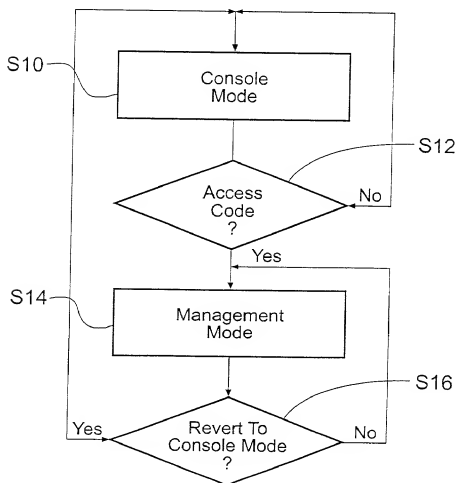 S10
Console
Mode
S12
Access
Code
?
No
Yes
S14
Management
Mode
S16
Revert To
Console Mode
?
Yes
No